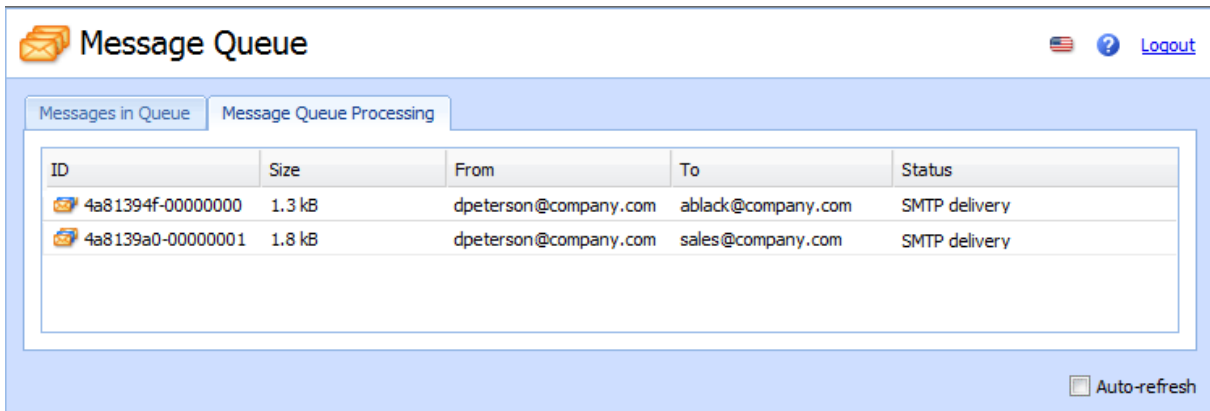 Message Queue
Logout
Messages in Queue Message Queue Processing
ID Size From To Status
4a81394f-00000000 1.3 kB dpeterson@company.com ablack@company.com SMTP delivery
4a8139a0-00000001 1.8 kB dpeterson@company.com sales@company.com SMTP delivery
Auto-refresh